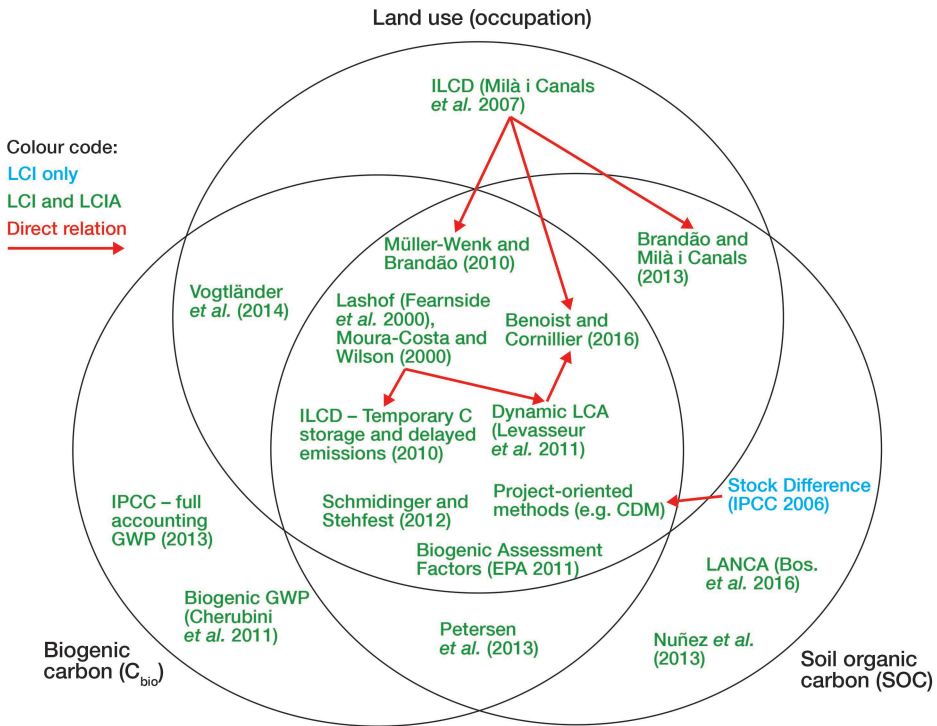 Land use (occupation)
ILCD (Milà i Canals
et al. 2007)
Colour code:
LCI only
LCI and LCIA
Direct relation
Müller-Wenk and
Brandão (2010)
Brandão and
Milà i Canals
(2013)
Vogtländer
et al. (2014)
Lashof (Fearnside
et al. 2000),
Moura-Costa and
Wilson (2000)
Benoist and
Cornillier (2016)
ILCD – Temporary C
storage and delayed
emissions (2010)
Dynamic LCA
(Levasseur
et al. 2011)
IPCC – full
accounting
GWP (2013)
Schmidinger and
Stehfest (2012)
Project-oriented
methods (e.g. CDM)
Stock Difference
(IPCC 2006)
Biogenic Assessment
Factors (EPA 2011)
LANCA (Bos.
et al. 2016)
Biogenic GWP
(Cherubini
et al. 2011)
Petersen
et al. (2013)
Nuñez et al.
(2013)
Biogenic
carbon (Cbio)
Soil organic
carbon (SOC)